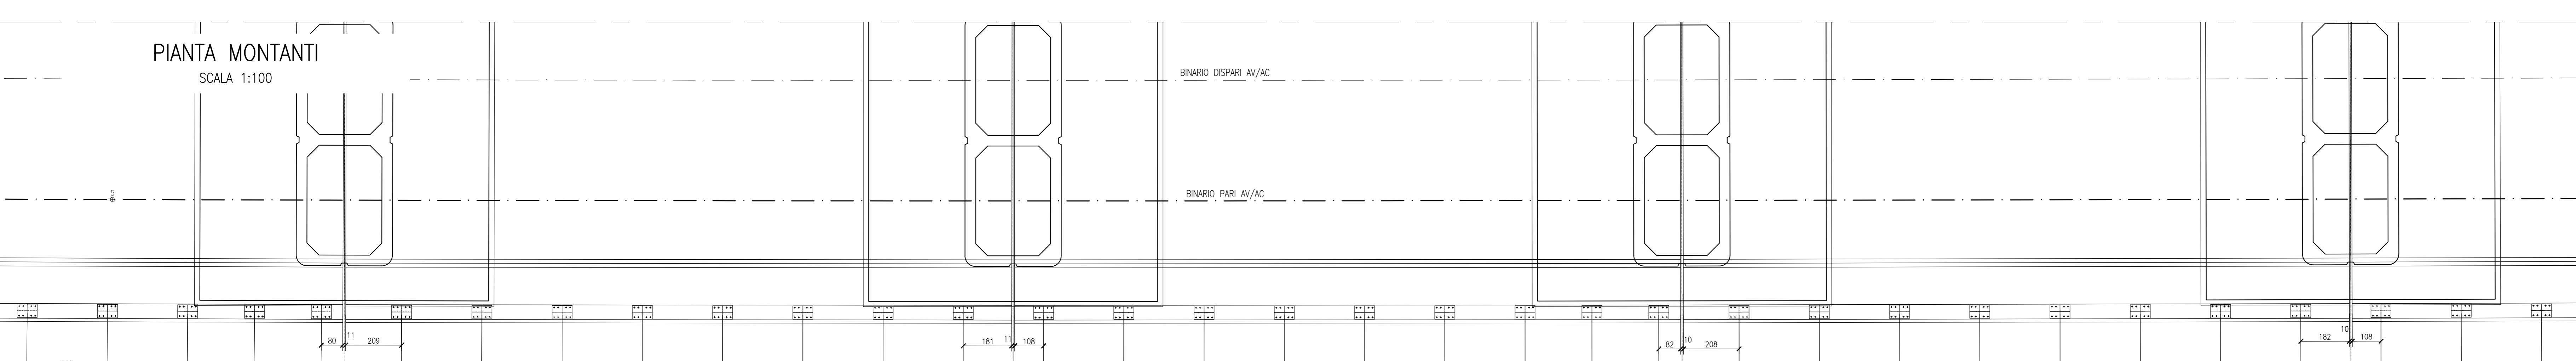 PIANTA MONTANTI
SCALA 1:100
BINARIO DISPARI AV/AC
5
BINARIO PARI AV/AC
80 11 209
181 11 108
82 10 208
182 10 108